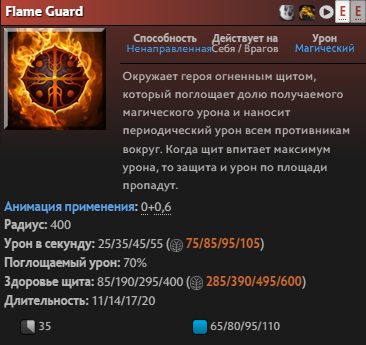 Flame Guard
E E
Способность Действует на Урон
Ненаправленная Себя / Врагов Магический
Окружает героя огненным щитом,
который поглощает долю получаемого
магического урона и наносит
периодический урон всем противникам
вокруг. Когда щит впитает максимум
урона, то защита и урон по площади
пропадут.
Анимация применения: 0+0,6
Радиус: 400
Урон в секунду: 25/35/45/55 ( 75/85/95/105)
Поглощаемый урон: 70%
Здоровье щита: 85/190/295/400 ( 285/390/495/600)
Длительность: 11/14/17/20
35 65/80/95/110